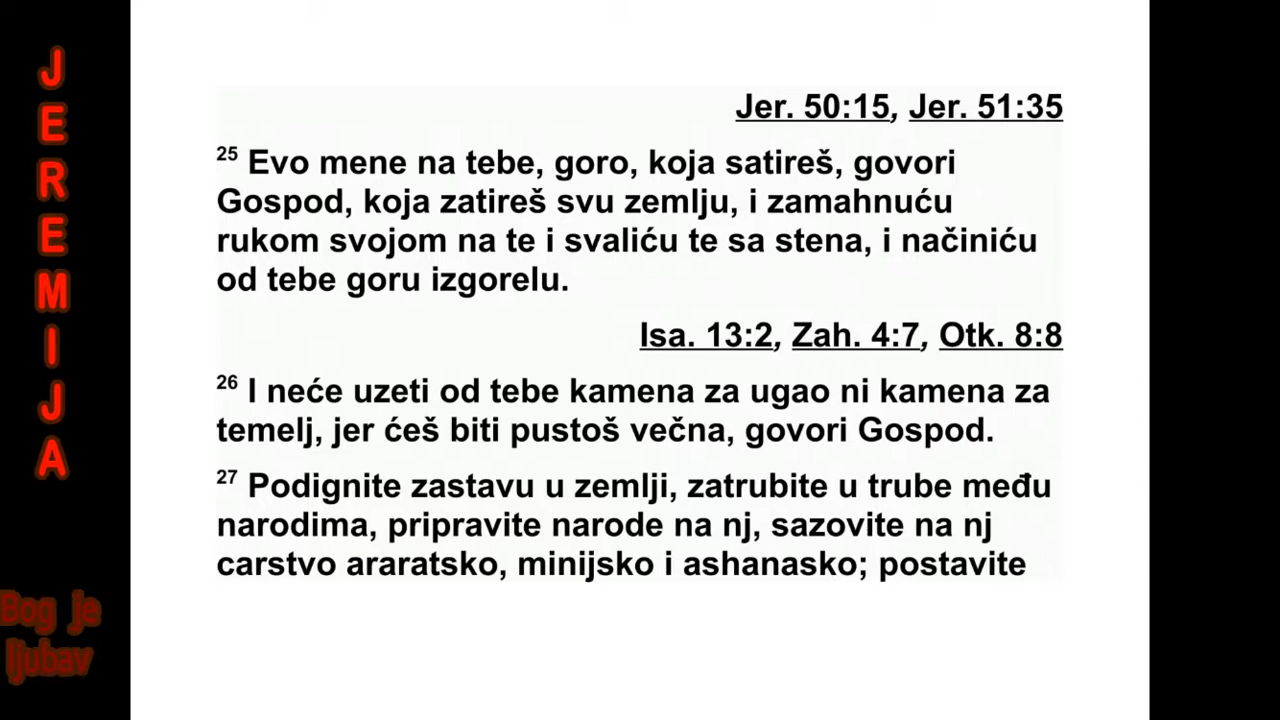 JEREMIJA
Bog je
ljubav
Jer. 50:15, Jer. 51:35
25 Evo mene na tebe, goro, koja satireš, govori
Gospod, koja zatireš svu zemlju, i zamahnuću
rukom svojom na te i svaliću te sa stena, i načiniću
od tebe goru izgorelu.
Isa. 13:2, Zah. 4:7, Otk. 8:8
26 I neće uzeti od tebe kamena za ugao ni kamena za
temelj, jer ćeš biti pustoš večna, govori Gospod.
27 Podignite zastavu u zemlji, zatrubite u trube među
narodima, pripravite narode na nj, sazovite na nj
carstvo araratsko, minijsko i ashanasko; postavite